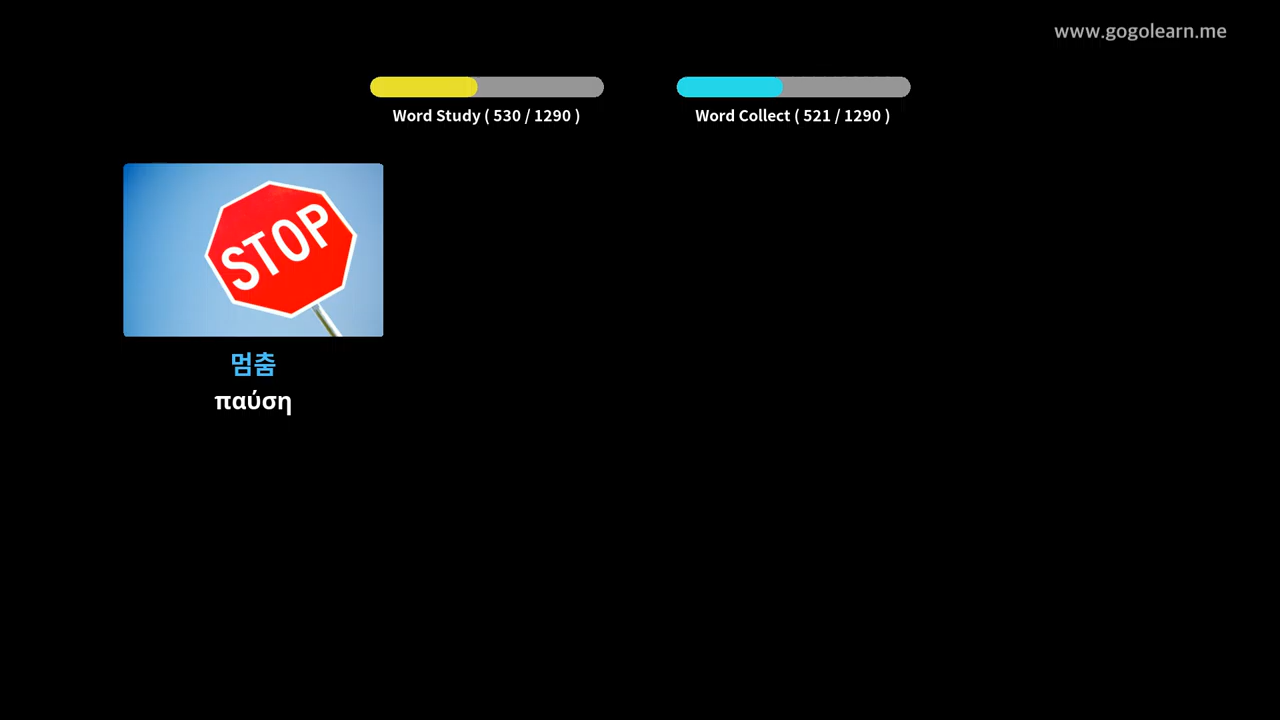 www.gogolearn.me
Word Study ( 530 / 1290 )
Word Collect ( 521 / 1290 )
STOP
멈춤
παύση